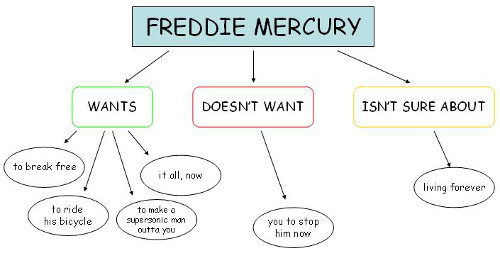 FREDDIE MERCURY
WANTS
DOESN'T WANT
ISN'T SURE ABOUT
to break free
it all, now
to ride
his bicycle
to make a
supersonic man
outta you
you to stop
him now
living forever